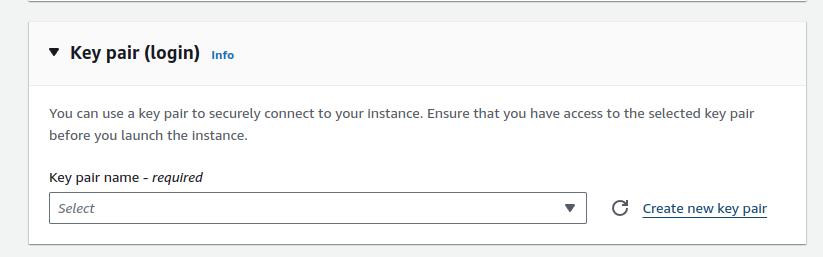 Key pair (login) Info
You can use a key pair to securely connect to your instance. Ensure that you have access to the selected key pair
before you launch the instance.
Key pair name - required
Select
Create new key pair